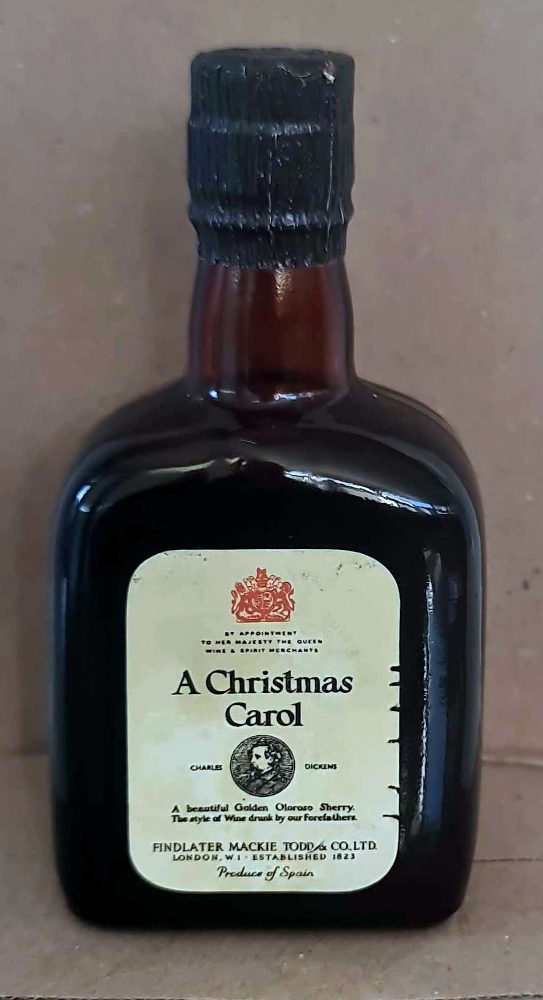 BY APPOINTMENT
TO HER MAJESTY THE QUEEN
WINE & SPIRIT MERCHANTS
A Christmas
Carol
CHARLES DICKENS
A beautiful Golden Oloroso Sherry.
The style of Wine drunk by our Forefathers.
FINDLATER MACKIE TODD & CO. LTD.
LONDON, W1 · ESTABLISHED 1823
Produce of Spain